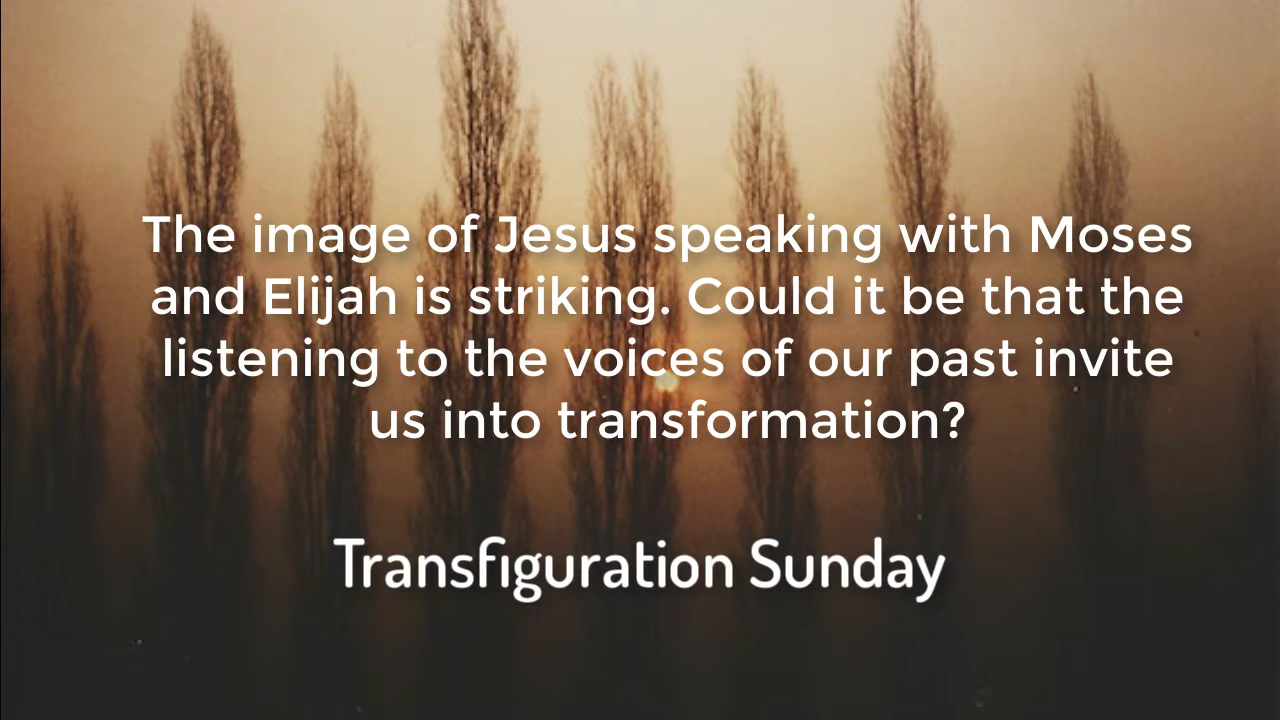 The image of Jesus speaking with Moses
and Elijah is striking. Could it be that the
listening to the voices of our past invite
us into transformation?
Transfiguration Sunday